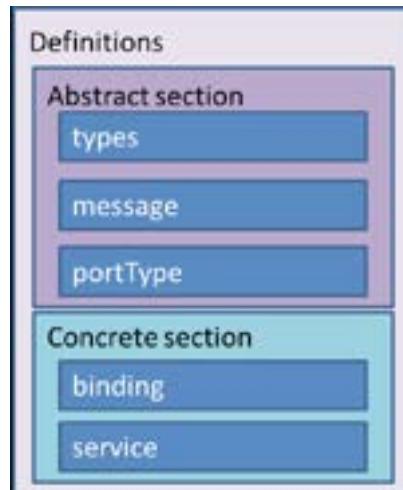 Definitions
Abstract section
types
message
portType
Concrete section
binding
service